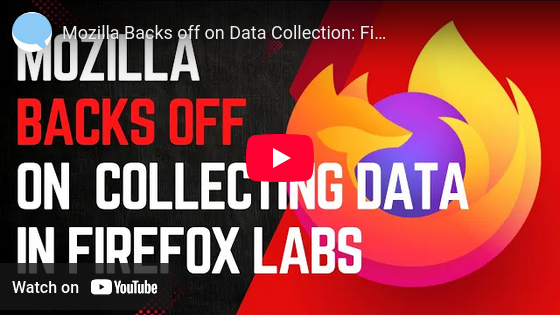 Mozilla Backs off on Data Collection: Fi...
MOZILLA
BACKS OFF
ON COLLECTING DATA
IN FIREFOX LABS
Watch on YouTube